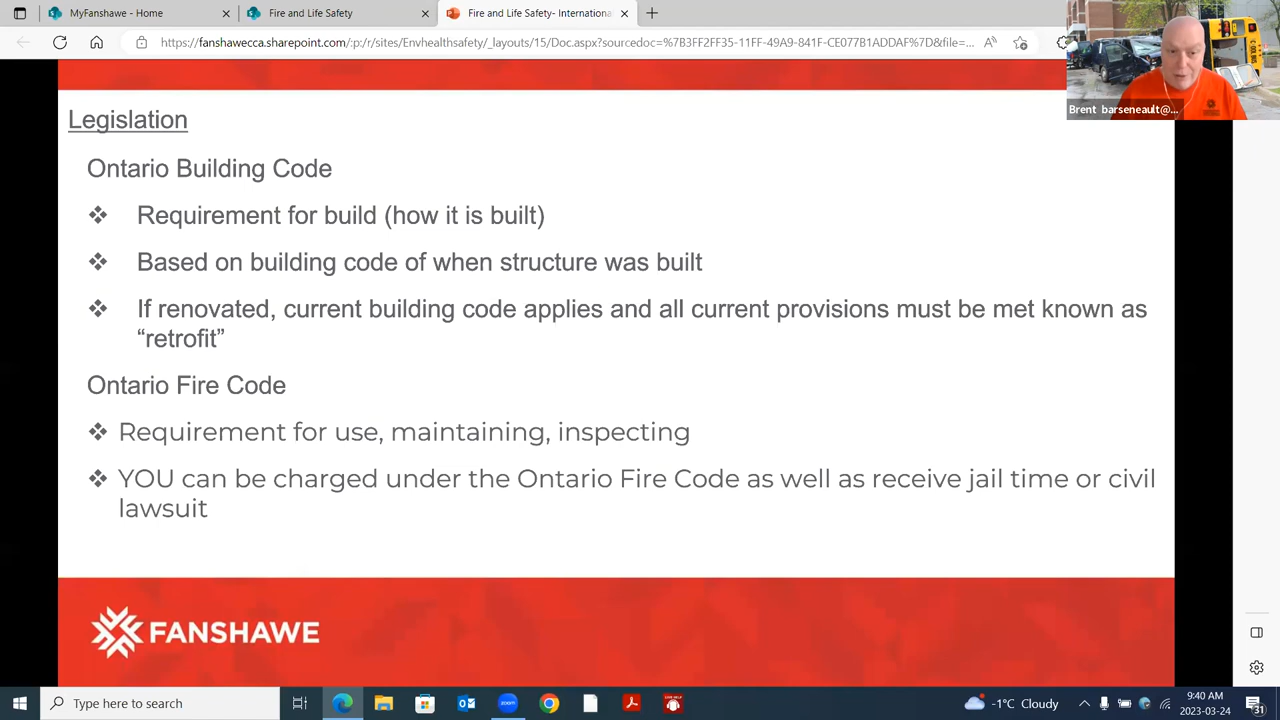 MyFanshawe - Home
Fire and Life Safety
Fire and Life Safety- Internationa
https://fanshawecca.sharepoint.com/:p:/r/sites/Envhealthsafety/_layouts/15/Doc.aspx?sourcedoc=%7B3FF2FF35-11FF-49A9-841F-CE077B1ADDAF%7D&file=...
Brent barseneault@...
Legislation
Ontario Building Code
❖ Requirement for build (how it is built)
❖ Based on building code of when structure was built
❖ If renovated, current building code applies and all current provisions must be met known as
“retrofit”
Ontario Fire Code
❖ Requirement for use, maintaining, inspecting
❖ YOU can be charged under the Ontario Fire Code as well as receive jail time or civil
lawsuit
FANSHAWE
Type here to search
zoom
-1°C Cloudy
9:40 AM
2023-03-24
31